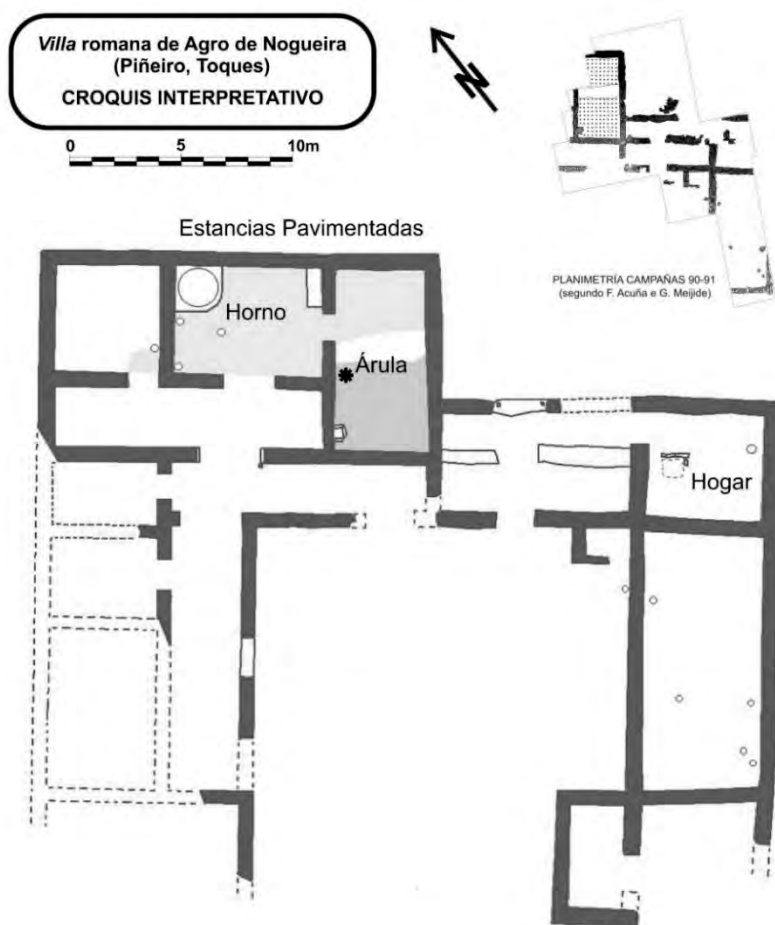 Villa romana de Agro de Nogueira
(Piñeiro, Toques)
CROQUIS INTERPRETATIVO
0 5 10m
Estancias Pavimentadas
PLANIMETRÍA CAMPAÑAS 90-91
(segundo F. Acuña e G. Meijide)
Horno
Árula
Hogar